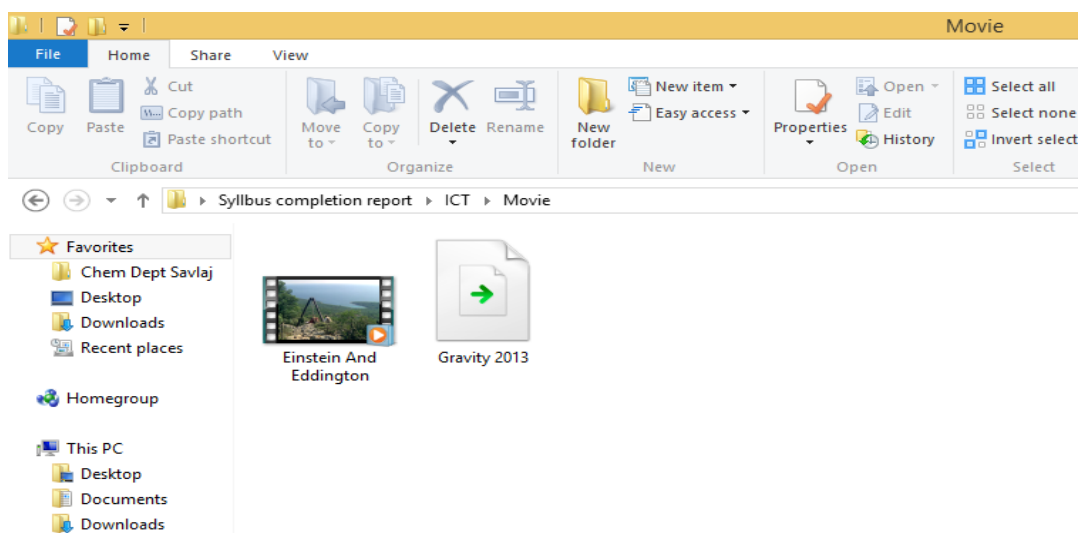 Movie
File Home Share View
Copy
Paste
Cut
Copy path
Paste shortcut
Clipboard
Move to
Copy to
Delete
Rename
Organize
New folder
New item
Easy access
New
Properties
Open
Edit
History
Open
Select all
Select none
Invert select
Select
Syllbus completion report ICT Movie
Favorites
Chem Dept Savlaj
Desktop
Downloads
Recent places
Homegroup
This PC
Desktop
Documents
Downloads
Einstein And
Eddington
Gravity 2013